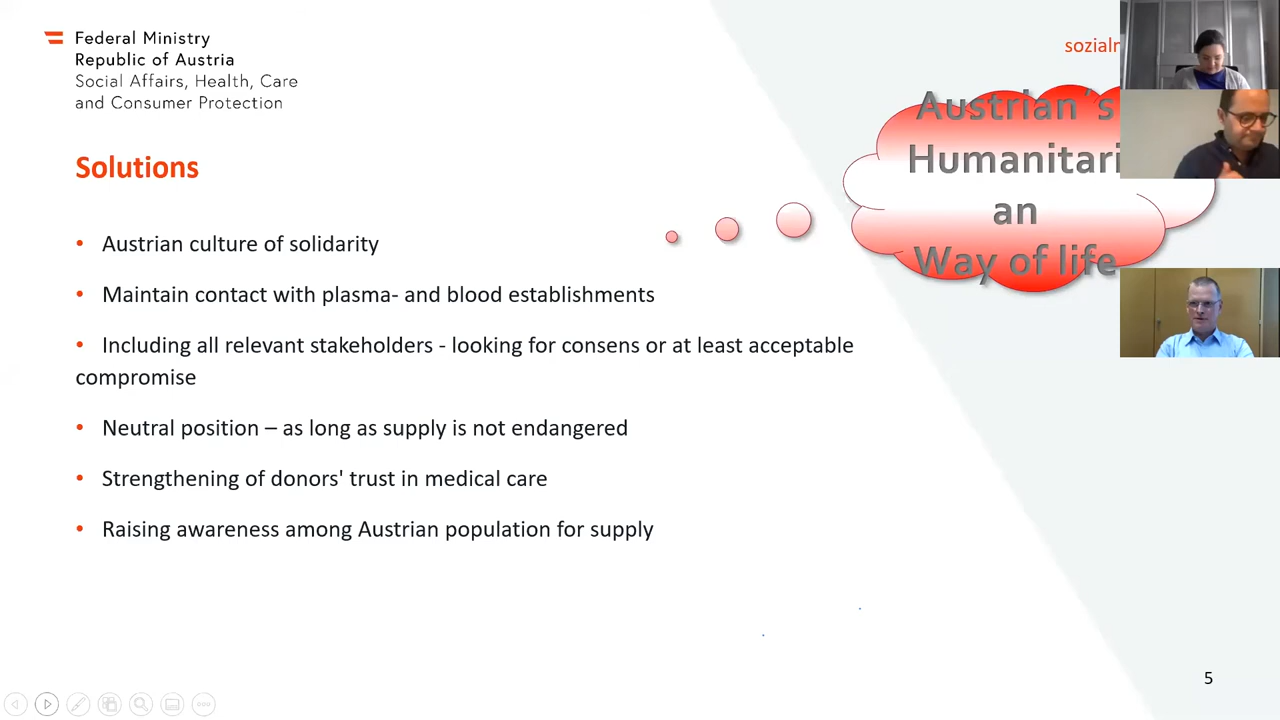 Federal Ministry
Republic of Austria
Social Affairs, Health, Care
and Consumer Protection
Solutions
• Austrian culture of solidarity
• Maintain contact with plasma- and blood establishments
• Including all relevant stakeholders - looking for consens or at least acceptable
compromise
• Neutral position – as long as supply is not endangered
• Strengthening of donors' trust in medical care
• Raising awareness among Austrian population for supply
Austrian´s
Humanitari
an
Way of life
5